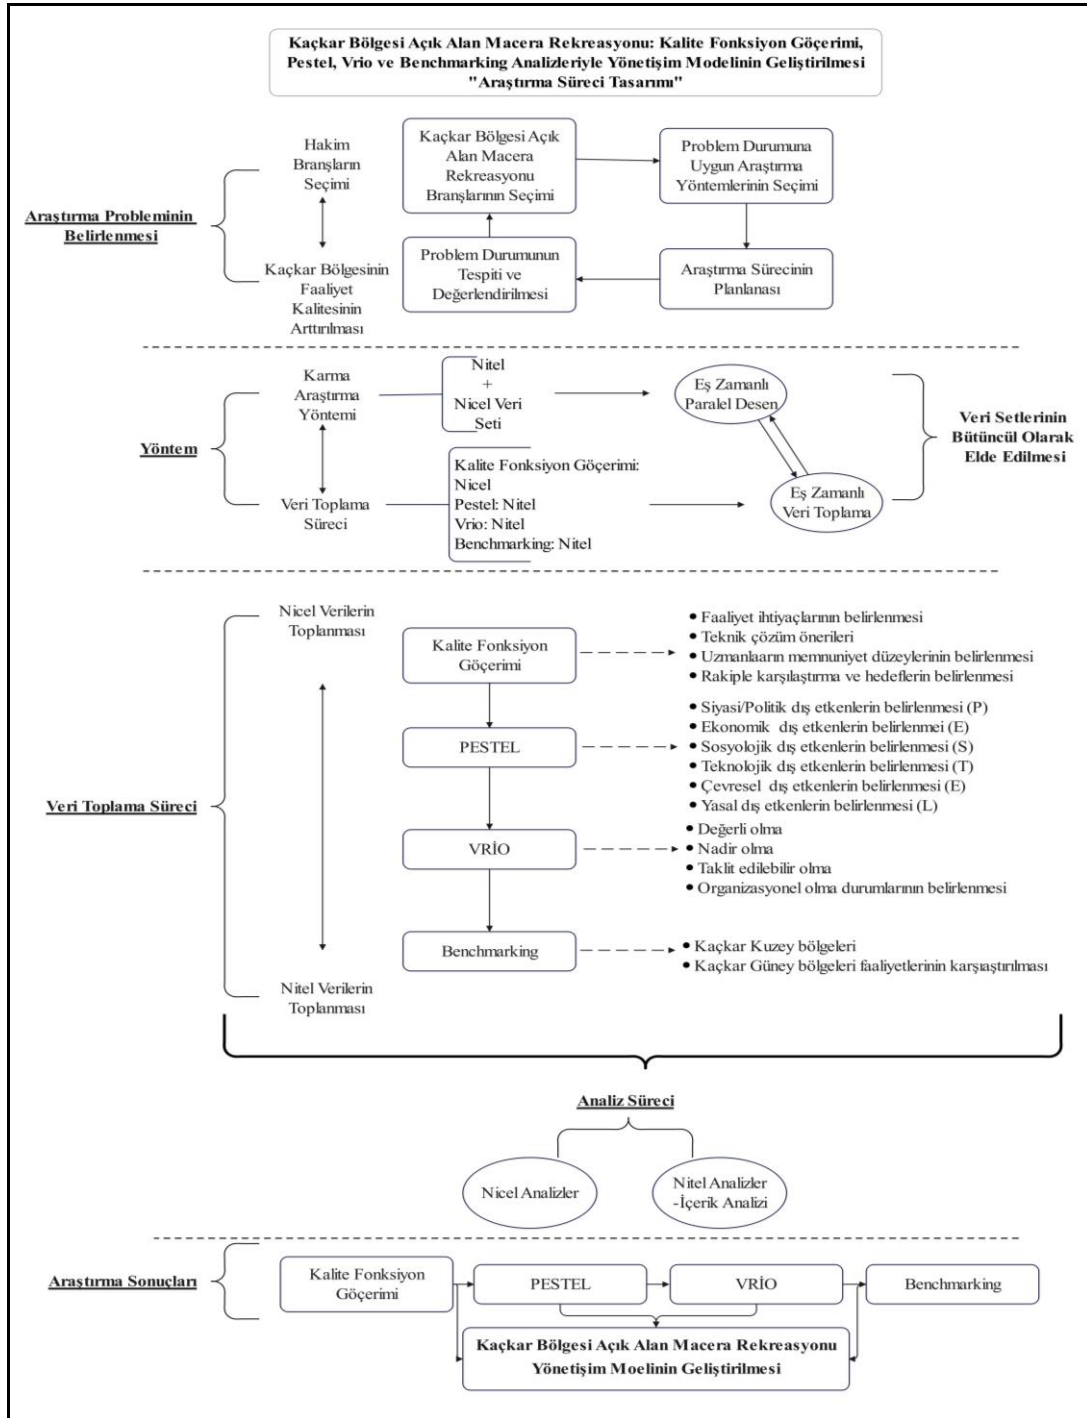 Kaçkar Bölgesi Açık Alan Macera Rekreasyonu: Kalite Fonksiyon Göçerimi,
Pestel, Vrio ve Benchmarking Analizleriyle Yönetişim Modelinin Geliştirilmesi
"Araştırma Süreci Tasarımı"
Araştırma Probleminin
Belirlenmesi
Hakim
Branşların
Seçimi
Kaçkar Bölgesinin
Faaliyet
Kalitesinin
Arttırılması
Kaçkar Bölgesi Açık
Alan Macera
Rekreasyonu
Branşlarının Seçimi
Problem Durumuna
Uygun Araştırma
Yöntemlerinin Seçimi
Problem Durumunun
Tespiti ve
Değerlendirilmesi
Araştırma Sürecinin
Planlanası
Yöntem
Karma
Araştırma
Yöntemi
Nitel
+
Nicel Veri
Seti
Eş Zamanlı
Paralel Desen
Veri Toplama
Süreci
Kalite Fonksiyon Göçerimi:
Nicel
Pestel: Nitel
Vrio: Nitel
Benchmarking: Nitel
Eş Zamanlı
Veri Toplama
Veri Setlerinin
Bütüncül Olarak
Elde Edilmesi
Veri Toplama Süreci
Nicel Verilerin
Toplanması
Nitel Verilerin
Toplanması
Kalite Fonksiyon
Göçerimi
• Faaliyet ihtiyaçlarının belirlenmesi
• Teknik çözüm önerileri
• Uzmanlaarın memnuniyet düzeylerinin belirlenmesi
• Rakiple karşılaştırma ve hedeflerin belirlenmesi
PESTEL
• Siyasi/Politik dış etkenlerin belirlenmesi (P)
• Ekonomik dış etkenlerin belirlenmei (E)
• Sosyolojik dış etkenlerin belirlenmesi (S)
• Teknolojik dış etkenlerin belirlenmesi (T)
• Çevresel dış etkenlerin belirlenmesi (E)
• Yasal dış etkenlerin belirlenmesi (L)
VRİO
• Değerli olma
• Nadir olma
• Taklit edilebilir olma
• Organizasyonel olma durumlarının belirlenmesi
Benchmarking
• Kaçkar Kuzey bölgeleri
• Kaçkar Güney bölgeleri faaliyetlerinin karşıaştırılması
Analiz Süreci
Nicel Analizler
Nitel Analizler
-İçerik Analizi
Araştırma Sonuçları
Kalite Fonksiyon
Göçerimi
PESTEL
VRİO
Benchmarking
Kaçkar Bölgesi Açık Alan Macera Rekreasyonu
Yönetişim Moelinin Geliştirilmesi